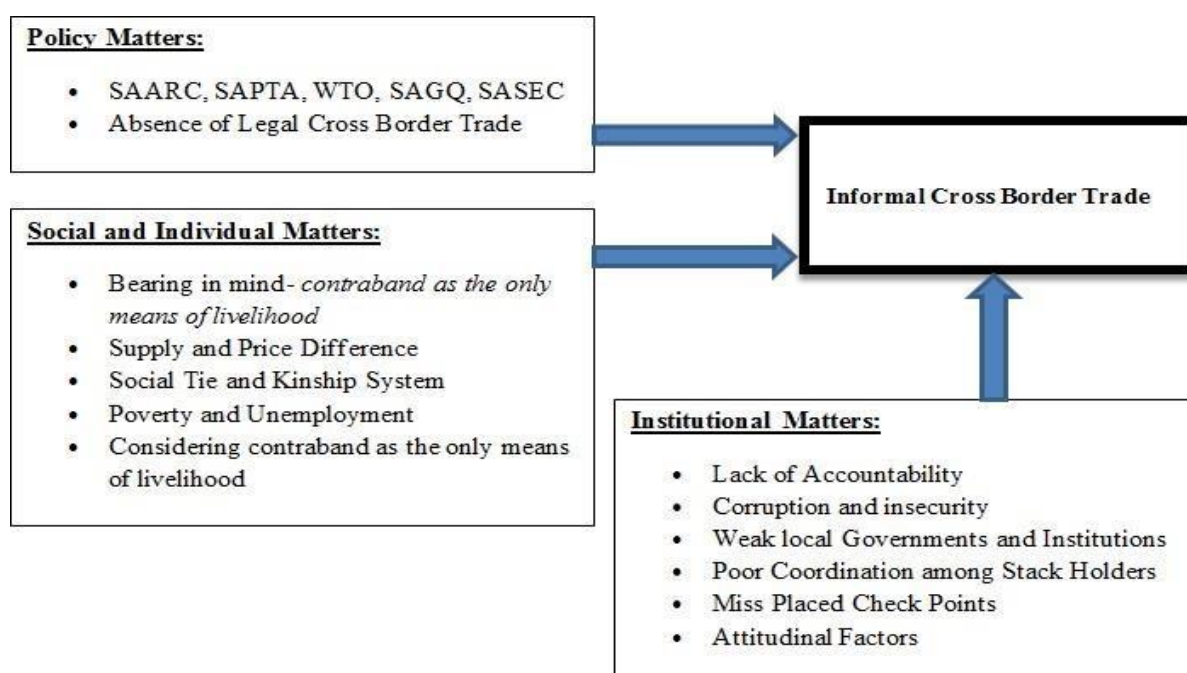 Policy Matters:
• SAARC, SAPTA, WTO, SAGQ, SASEC
• Absence of Legal Cross Border Trade
Informal Cross Border Trade
Social and Individual Matters:
• Bearing in mind- contraband as the only
means of livelihood
• Supply and Price Difference
• Social Tie and Kinship System
• Poverty and Unemployment
• Considering contraband as the only means
of livelihood
Institutional Matters:
• Lack of Accountability
• Corruption and insecurity
• Weak local Governments and Institutions
• Poor Coordination among Stack Holders
• Miss Placed Check Points
• Attitudinal Factors